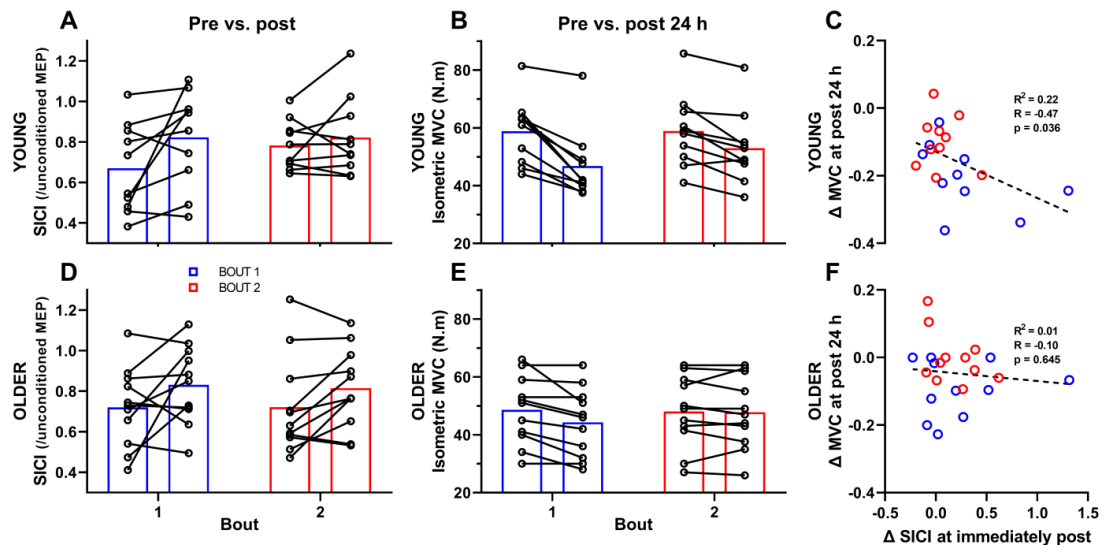 A Pre vs. post
B Pre vs. post 24 h
C
YOUNG
SICI (/unconditioned MEP)
1.2
1.0
0.8
0.6
0.4
YOUNG
Isometric MVC (N.m)
100
80
60
40
20
YOUNG
Δ MVC at post 24 h
0.2
0.0
-0.2
-0.4
R² = 0.22
R = -0.47
p = 0.036
D
BOUT 1
BOUT 2
E
F
OLDER
SICI (/unconditioned MEP)
1.2
1.0
0.8
0.6
0.4
1 2
Bout
OLDER
Isometric MVC (N.m)
100
80
60
40
20
1 2
Bout
OLDER
Δ MVC at post 24 h
0.2
0.0
-0.2
-0.4
R² = 0.01
R = -0.10
p = 0.645
-0.5 0.0 0.5 1.0 1.5
Δ SICI at immediately post